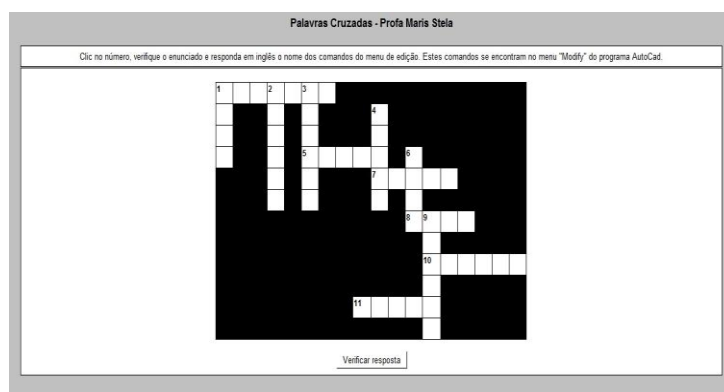 Palavras Cruzadas - Profa Maris Stela
Clic no número, verifique o enunciado e responda em inglês o nome dos comandos do menu de edição. Estes comandos se encontram no menu "Modify" do programa AutoCad.
1 2 3
4
5 6
7
8 9
10
11
Verificar resposta